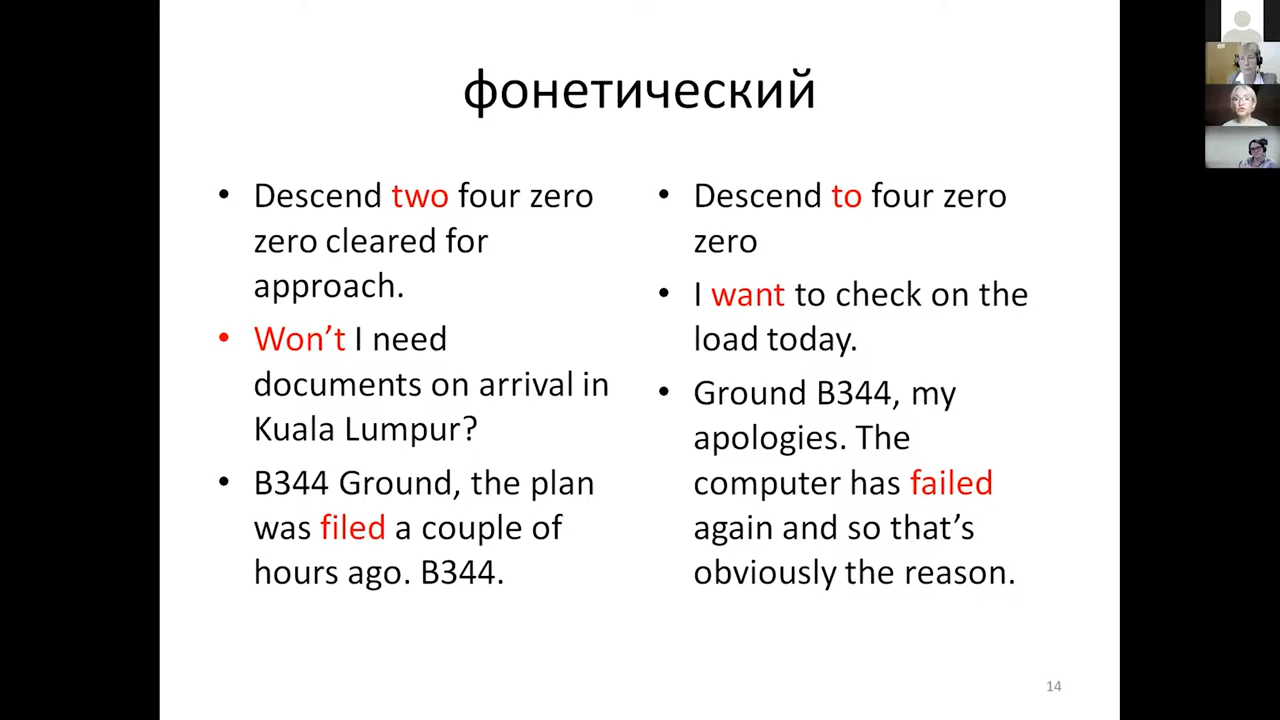 фонетический
• Descend two four zero
zero cleared for
approach.
• Won’t I need
documents on arrival in
Kuala Lumpur?
• B344 Ground, the plan
was filed a couple of
hours ago. B344.
• Descend to four zero
zero
• I want to check on the
load today.
• Ground B344, my
apologies. The
computer has failed
again and so that’s
obviously the reason.
14